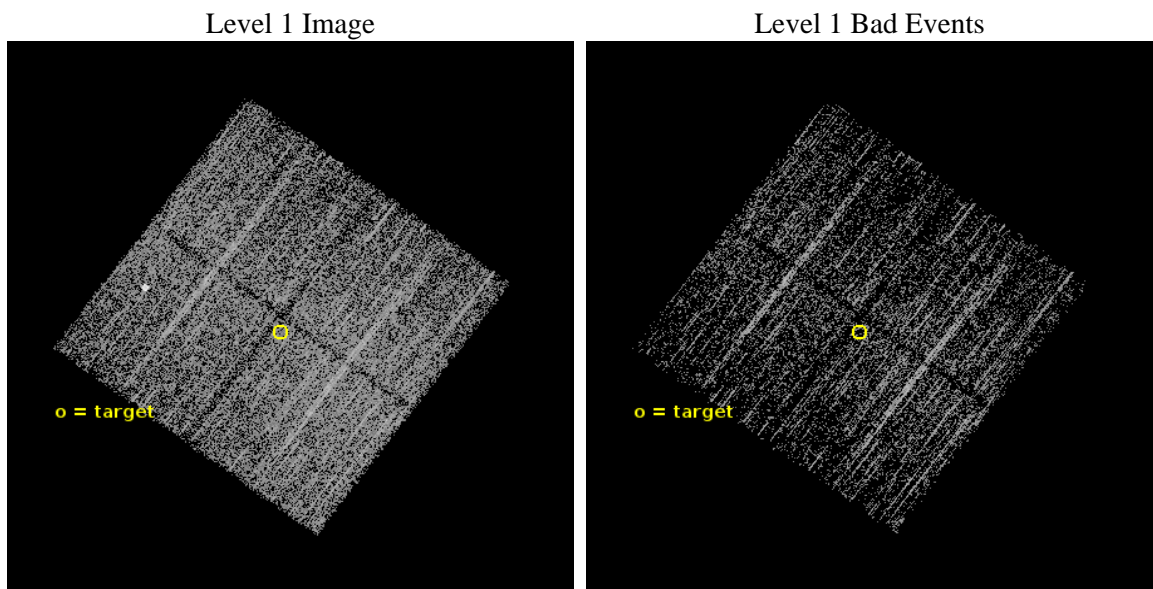 Level 1 Image
Level 1 Bad Events
o = target
o = target